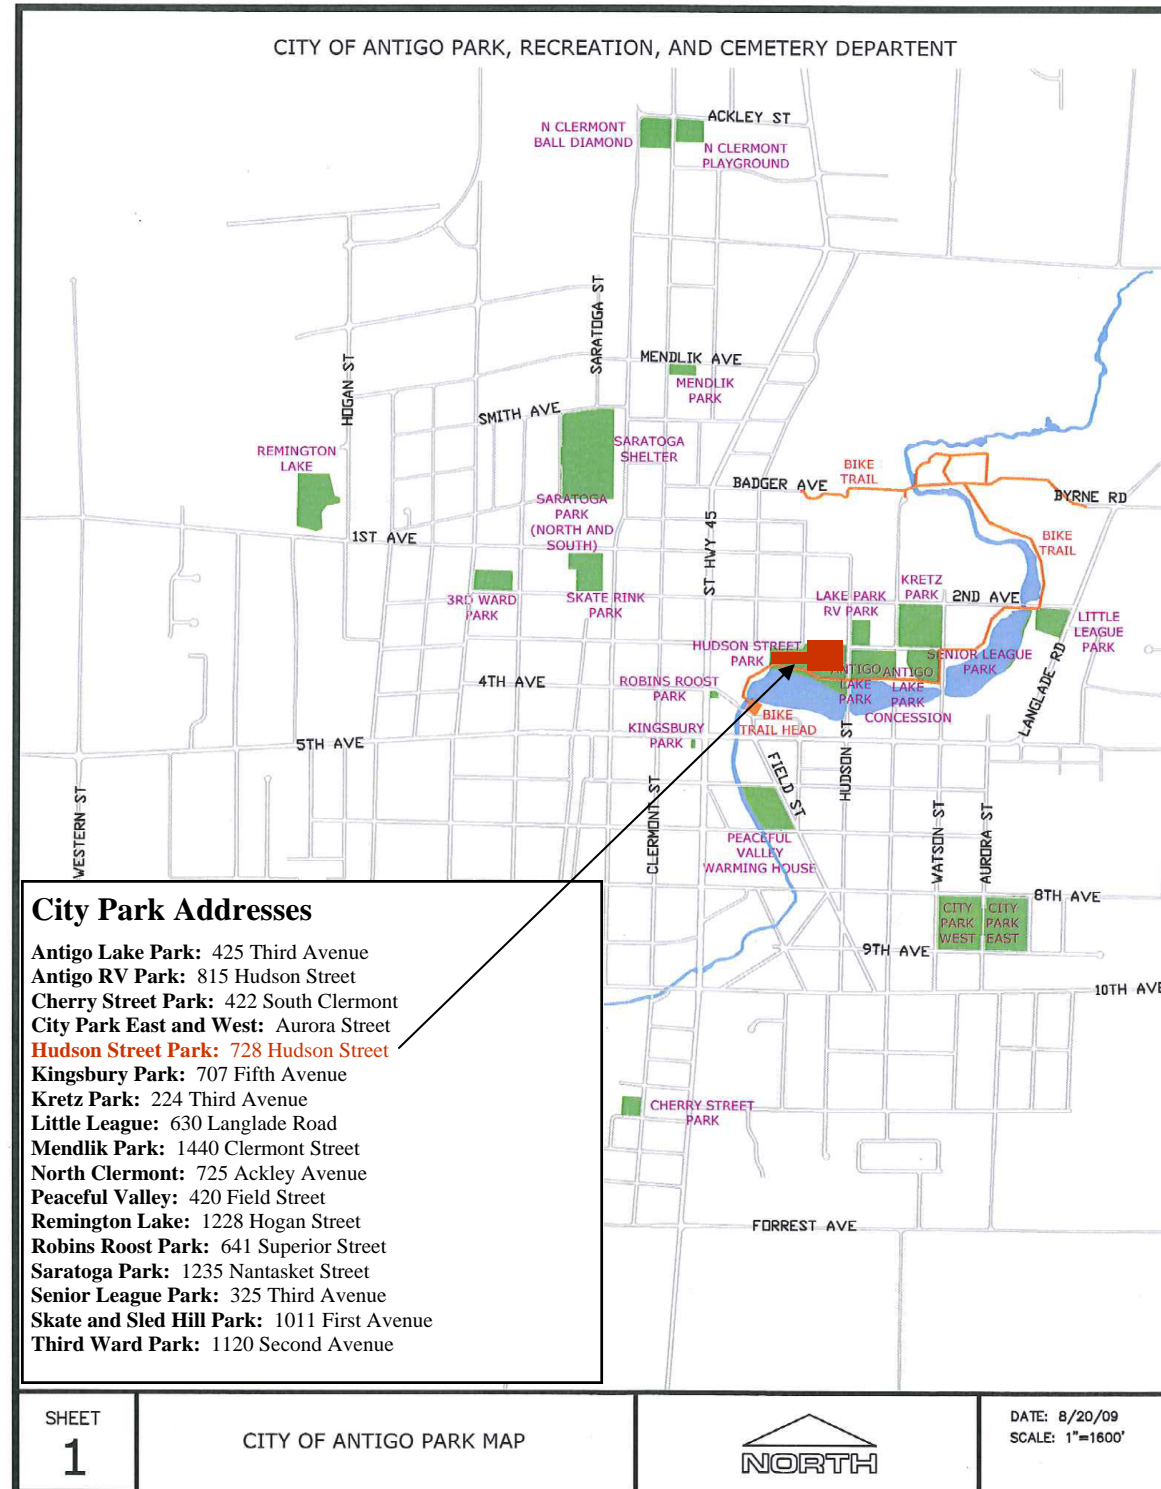 CITY OF ANTIGO PARK, RECREATION, AND CEMETERY DEPARTENT
ACKLEY ST
N CLERMONT
BALL DIAMOND
N CLERMONT
PLAYGROUND
SARATOGA ST
HOGAN ST
MENDLIK AVE
MENDLIK
PARK
SMITH AVE
SARATOGA
SHELTER
REMINGTON
LAKE
BIKE
TRAIL
BADGER AVE
BYRNE RD
SARATOGA
PARK
(NORTH AND
SOUTH)
1ST AVE
ST HWY 45
BIKE
TRAIL
3RD WARD
PARK
SKATE RINK
PARK
LAKE PARK
RV PARK
KRETZ
PARK
2ND AVE
LITTLE
LEAGUE
PARK
HUDSON STREET
PARK
SENIOR LEAGUE
PARK
LANGLADE RD
4TH AVE
ROBINS ROOST
PARK
ANTIGO
LAKE
PARK
ANTIGO
LAKE
PARK
CONCESSION
BIKE
TRAIL HEAD
KINGSBURY
PARK
5TH AVE
FIELD ST
HUDSON ST
WESTERN ST
CLERMONT ST
WATSON ST
AURORA ST
PEACEFUL
VALLEY
WARMING HOUSE
8TH AVE
CITY
PARK
WEST
CITY
PARK
EAST
9TH AVE
10TH AVE
CHERRY STREET
PARK
FORREST AVE
City Park Addresses
Antigo Lake Park: 425 Third Avenue
Antigo RV Park: 815 Hudson Street
Cherry Street Park: 422 South Clermont
City Park East and West: Aurora Street
Hudson Street Park: 728 Hudson Street
Kingsbury Park: 707 Fifth Avenue
Kretz Park: 224 Third Avenue
Little League: 630 Langlade Road
Mendlik Park: 1440 Clermont Street
North Clermont: 725 Ackley Avenue
Peaceful Valley: 420 Field Street
Remington Lake: 1228 Hogan Street
Robins Roost Park: 641 Superior Street
Saratoga Park: 1235 Nantasket Street
Senior League Park: 325 Third Avenue
Skate and Sled Hill Park: 1011 First Avenue
Third Ward Park: 1120 Second Avenue
SHEET
1
CITY OF ANTIGO PARK MAP
NORTH
DATE: 8/20/09
SCALE: 1"=1600'